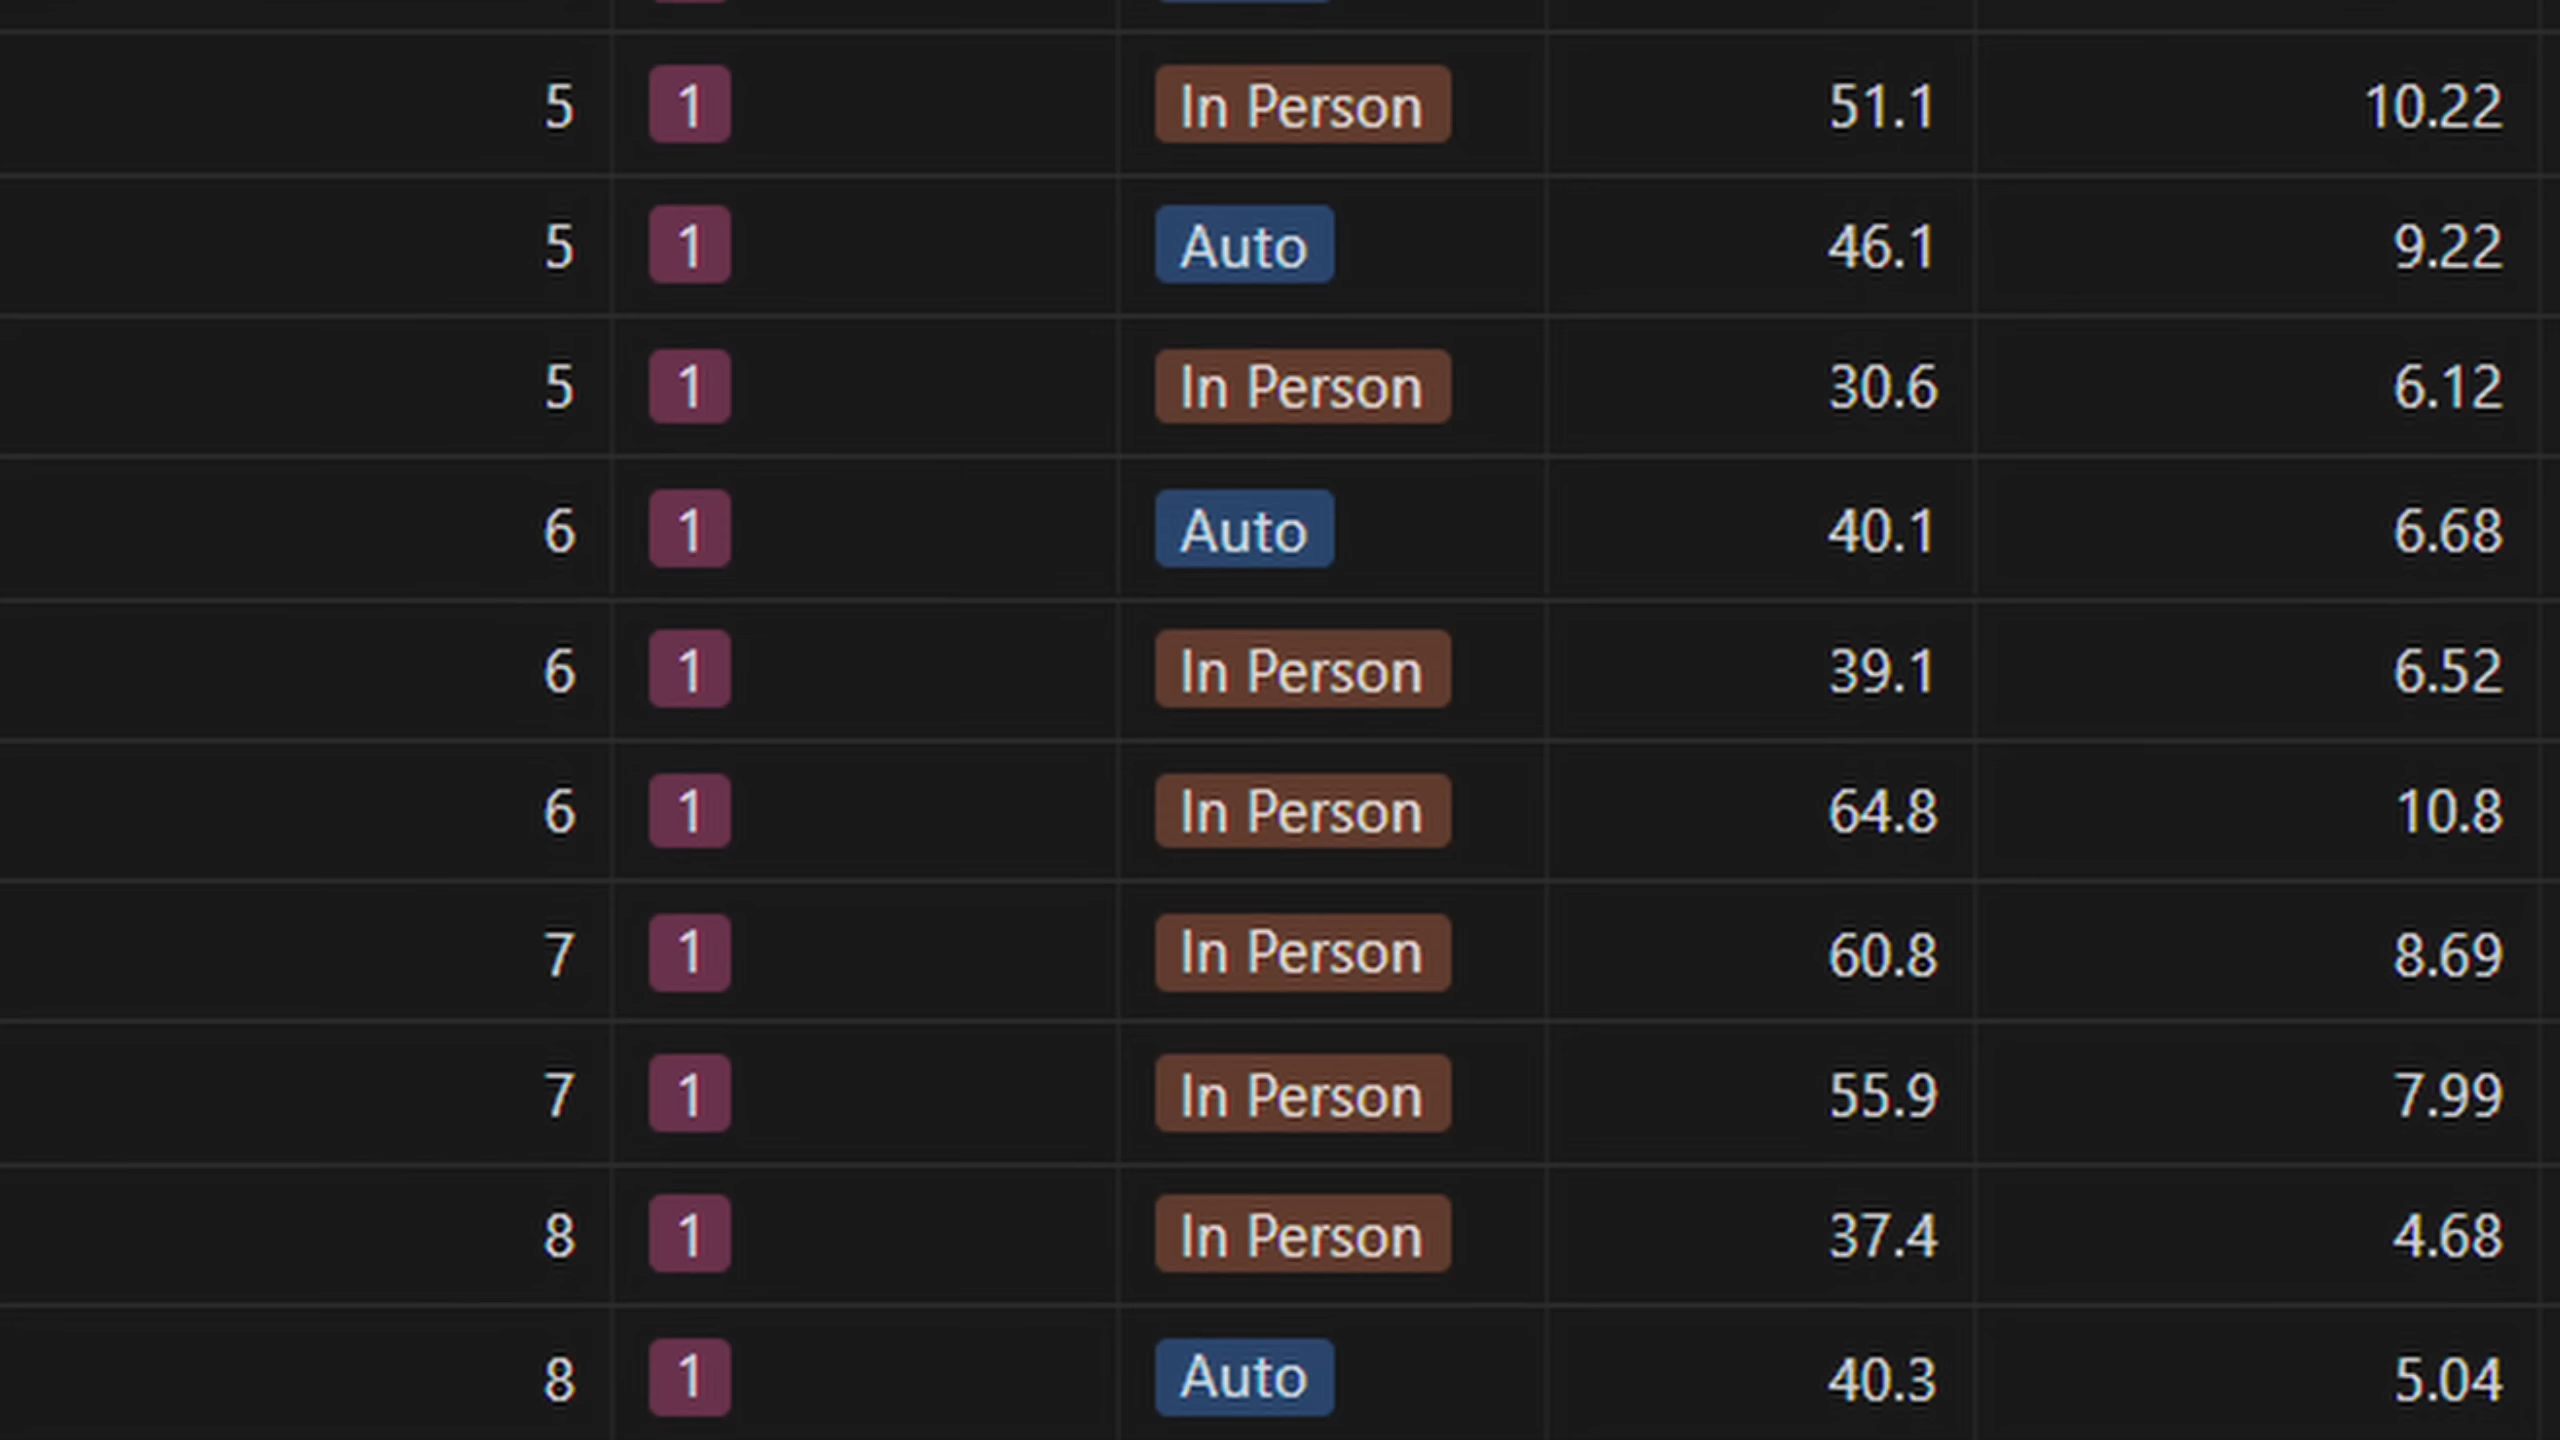 5 1 In Person 51.1 10.22
5 1 Auto 46.1 9.22
5 1 In Person 30.6 6.12
6 1 Auto 40.1 6.68
6 1 In Person 39.1 6.52
6 1 In Person 64.8 10.8
7 1 In Person 60.8 8.69
7 1 In Person 55.9 7.99
8 1 In Person 37.4 4.68
8 1 Auto 40.3 5.04